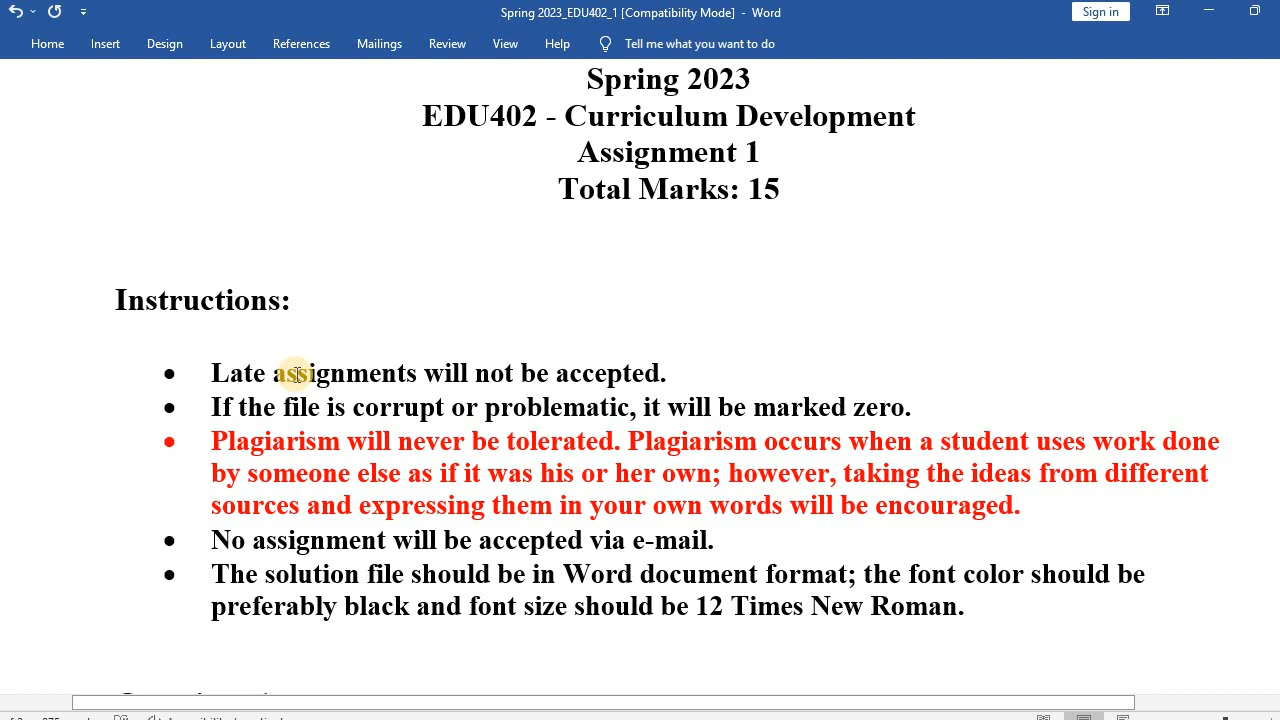 Spring 2023_EDU402_1 [Compatibility Mode] - Word
Sign in
Home Insert Design Layout References Mailings Review View Help Tell me what you want to do
Spring 2023
EDU402 - Curriculum Development
Assignment 1
Total Marks: 15
Instructions:
• Late assignments will not be accepted.
• If the file is corrupt or problematic, it will be marked zero.
• Plagiarism will never be tolerated. Plagiarism occurs when a student uses work done
by someone else as if it was his or her own; however, taking the ideas from different
sources and expressing them in your own words will be encouraged.
• No assignment will be accepted via e-mail.
• The solution file should be in Word document format; the font color should be
preferably black and font size should be 12 Times New Roman.